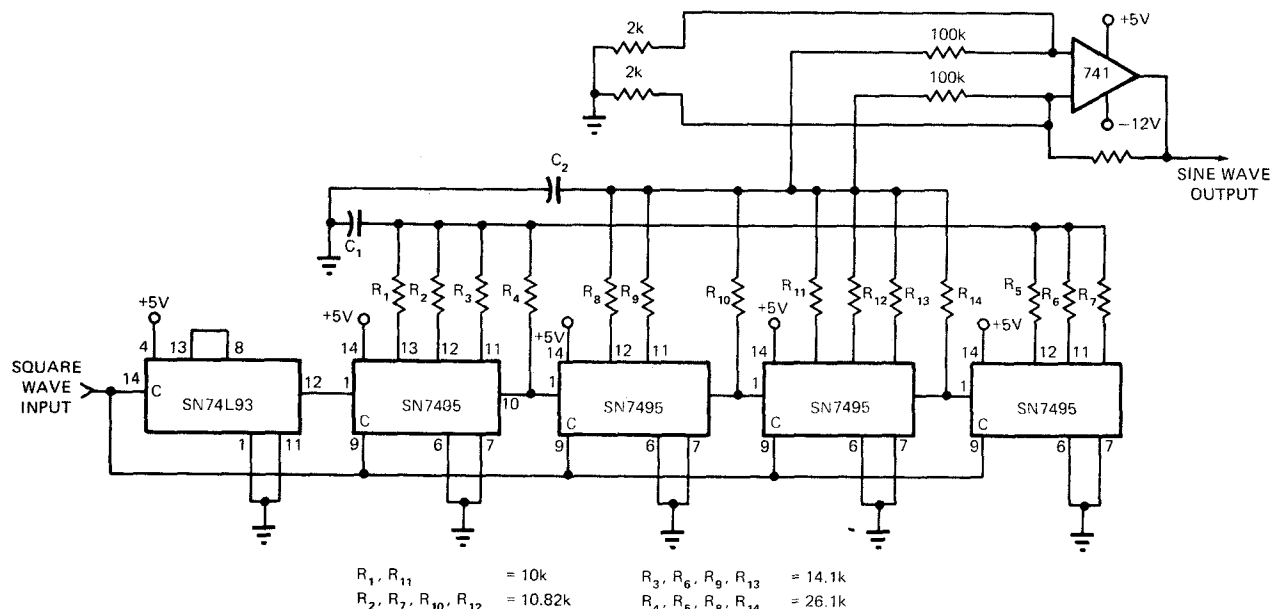 2k
100k
+5V
2k
100k
741
−12V
SINE WAVE
OUTPUT
C2
C1
R1 R2 R3 R4 R8 R9 R10 R11 R12 R13 R14 R5 R6 R7
+5V +5V +5V +5V +5V
4 13 8 14 13 12 11 14 12 11 14 14 12 11
SQUARE
WAVE
INPUT
14 C SN74L93 12 1 SN7495 10 1 SN7495 1 SN7495 1 SN7495
C C C C
1 11 9 6 7 9 6 7 9 6 7 9 6 7
R1, R11 = 10k
R3, R6, R9, R13 = 14.1k
R2, R7, R10, R12 = 10.82k
R4, R5, R8, R14 = 26.1k